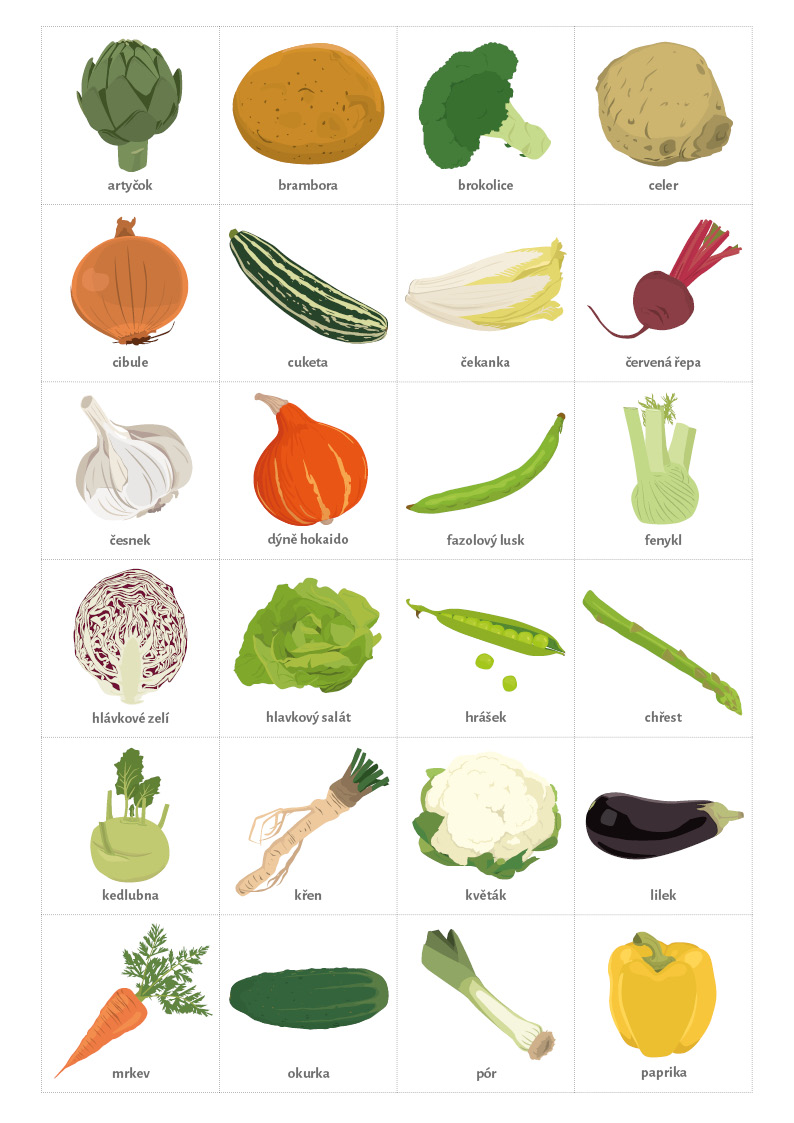 artyčok
brambora
brokolice
celer
cibule
cuketa
čekanka
červená řepa
česnek
dýně hokaido
fazolový lusk
fenykl
hlávkové zelí
hlavkový salát
hrášek
chřest
kedlubna
křen
květák
lilek
mrkev
okurka
pór
paprika